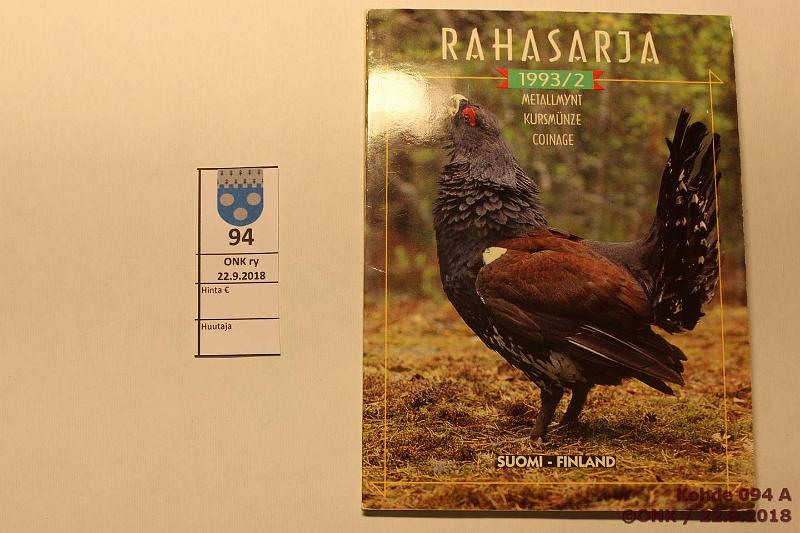 94
ONK ry
22.9.2018
Hinta €
Huutaja
RAHASARJA
1993/2
METALLMYNT
KURSMÜNZE
COINAGE
SUOMI - FINLAND
Kohde 094 A
©ONK / 22.9.2018